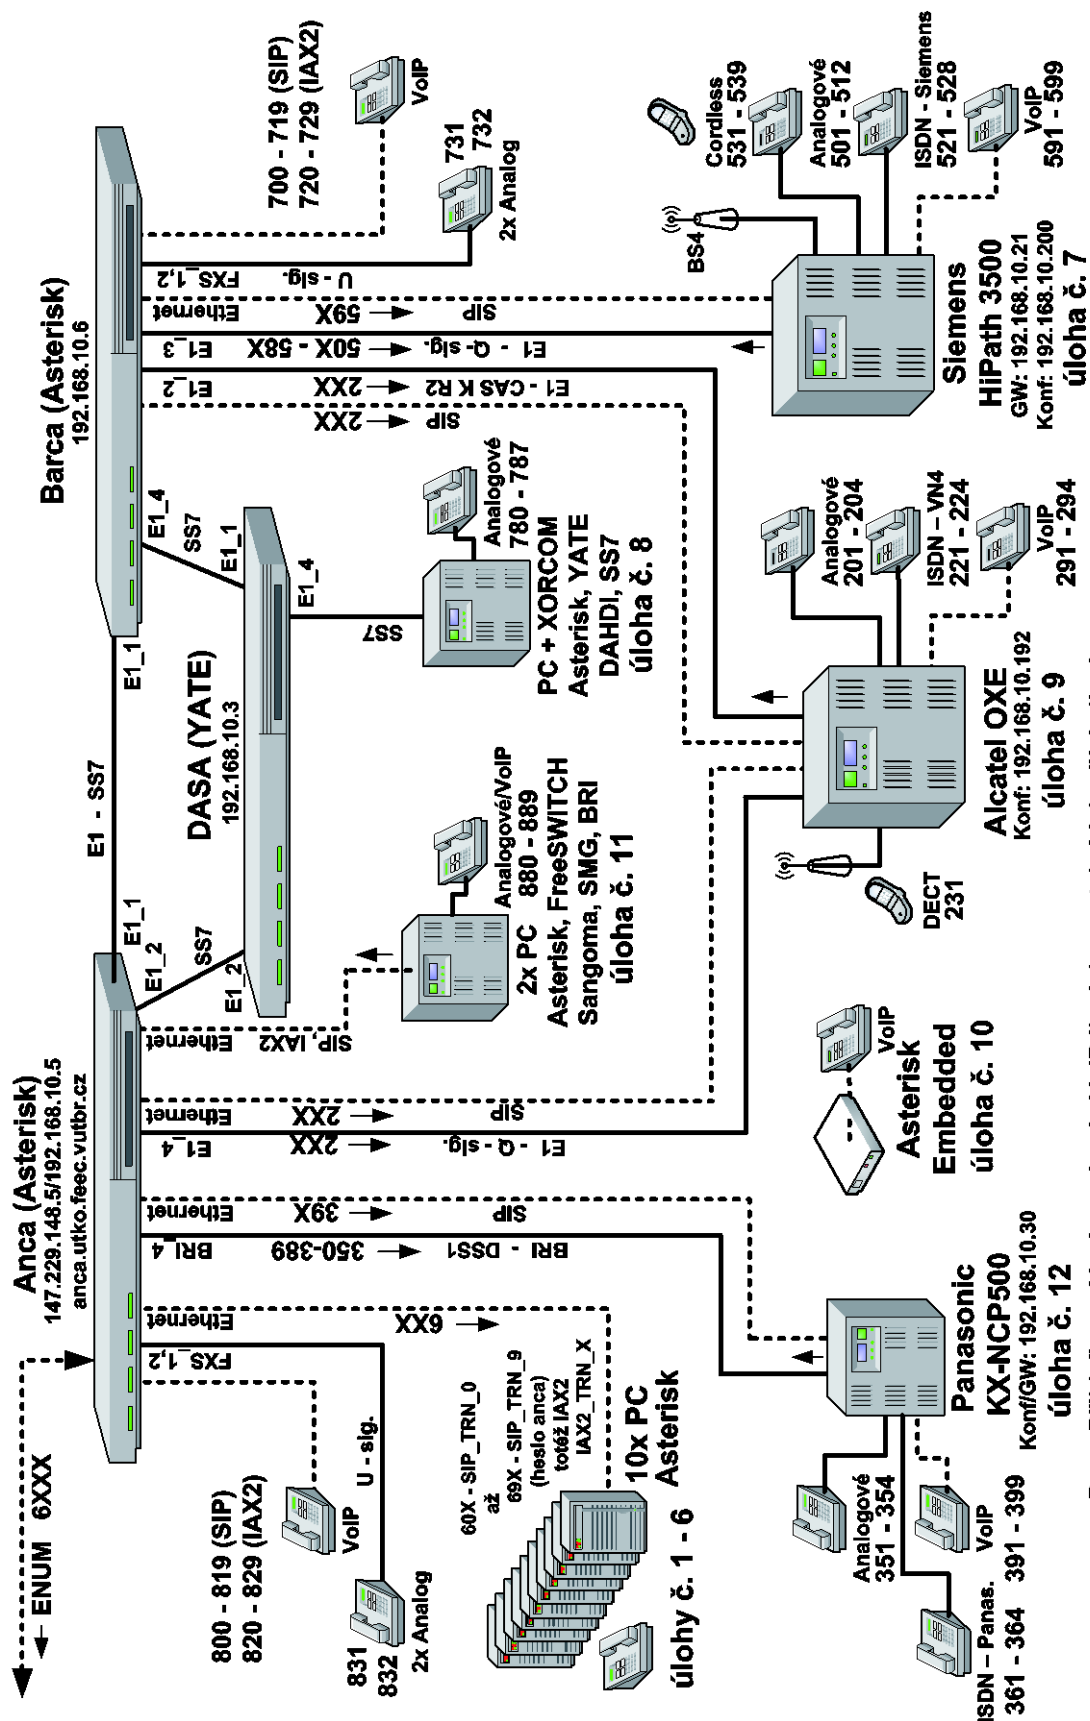 ENUM 6XXX
Anca (Asterisk)
147.229.148.5/192.168.10.5
anca.utko.feec.vutbr.cz
E1_1
E1 - SS7
E1_1
Barca (Asterisk)
192.168.10.6
E1_2
SS7
E1_2
DASA (YATE)
192.168.10.3
E1_1
SS7
E1_4
E1_4
SS7
800 - 819 (SIP)
820 - 829 (IAX2)
VoIP
FXS_1,2
U - sig.
831
832
2x Analog
Ethernet
6XX
60X - SIP_TRN_0
až
69X - SIP_TRN_9
(heslo anca)
totéž IAX2
IAX2_TRN_X
10x PC
Asterisk
úlohy č. 1 - 6
BRI_4
350-389
BRI - DSS1
Ethernet
39X
SIP
E1_4
2XX
E1 - Q - sig.
Ethernet
2XX
SIP
Ethernet
SIP, IAX2
2x PC
Asterisk, FreeSWITCH
Sangoma, SMG, BRI
úloha č. 11
Analogové/VoIP
880 - 889
PC + XORCOM
Asterisk, YATE
DAHDI, SS7
úloha č. 8
Analogové
780 - 787
2XX
SIP
E1_2
2XX
E1 - CAS K R2
E1_3
50X - 58X
E1 - Q- sig.
Ethernet
59X
SIP
FXS_1,2
U - sig.
731
732
2x Analog
700 - 719 (SIP)
720 - 729 (IAX2)
VoIP
Analogové
351 - 354
ISDN – Panas.
361 - 364
VoIP
391 - 399
Panasonic
KX-NCP500
Konf/GW: 192.168.10.30
úloha č. 12
Asterisk
Embedded
úloha č. 10
VoIP
DECT
231
Alcatel OXE
Konf: 192.168.10.192
úloha č. 9
Analogové
201 - 204
ISDN – VN4
221 - 224
VoIP
291 - 294
BS4
Siemens
HiPath 3500
GW: 192.168.10.21
Konf: 192.168.10.200
úloha č. 7
Cordless
531 - 539
Analogové
501 - 512
ISDN - Siemens
521 - 528
VoIP
591 - 599